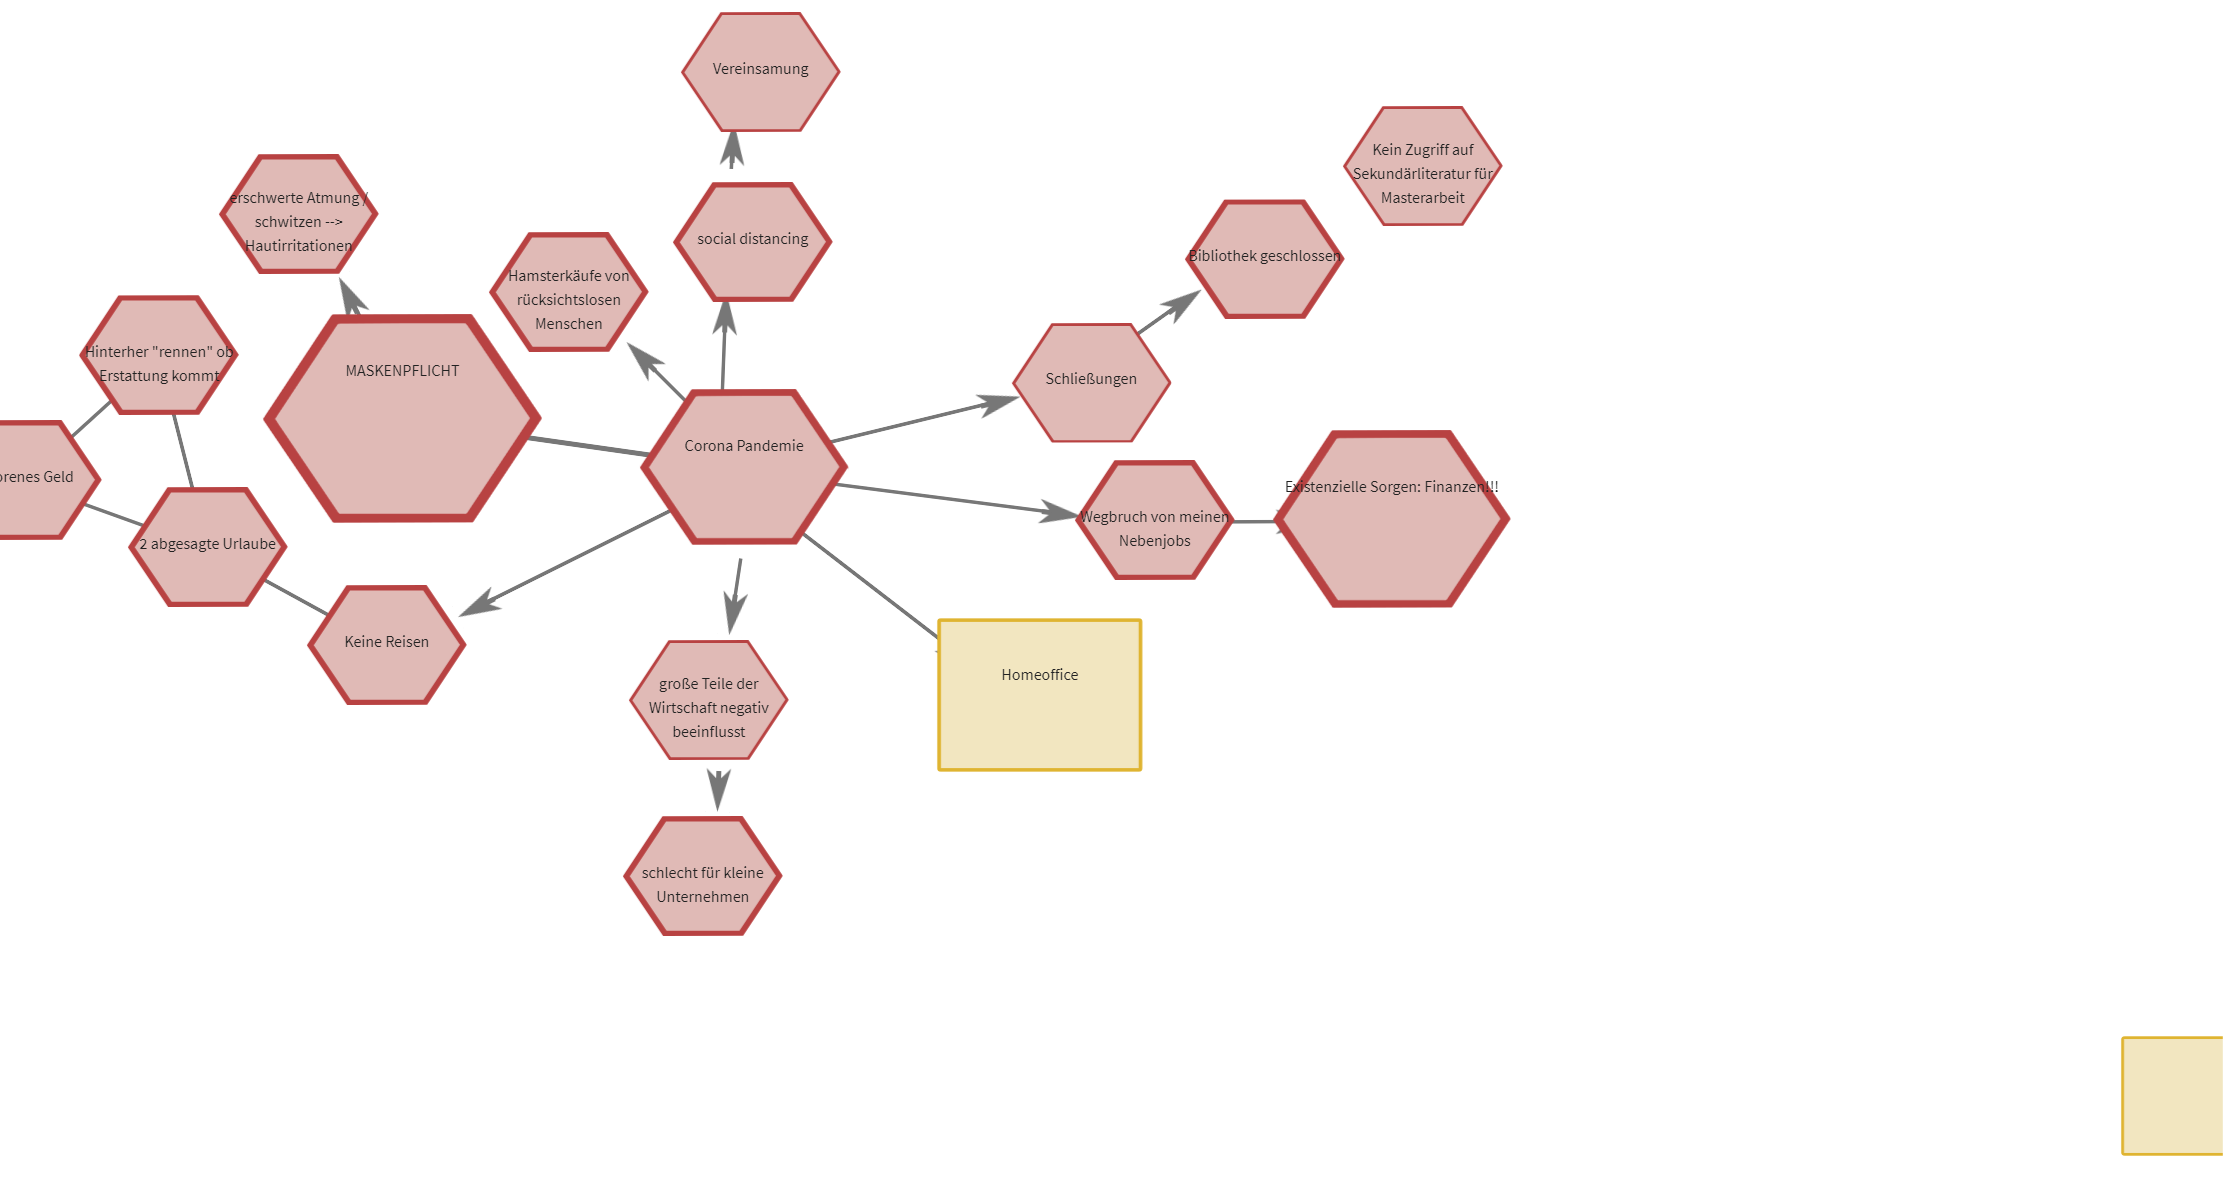 Vereinsamung
Kein Zugriff auf
Sekundärliteratur für
Masterarbeit
erschwerte Atmung /
schwitzen -->
Hautirritationen
social distancing
Bibliothek geschlossen
Hamsterkäufe von
rücksichtslosen
Menschen
Hinterher "rennen" ob
Erstattung kommt
MASKENPFLICHT
Schließungen
Corona Pandemie
Geld
Existenzielle Sorgen: Finanzen!!!
Wegbruch von meinen
Nebenjobs
2 abgesagte Urlaube
Keine Reisen
Homeoffice
große Teile der
Wirtschaft negativ
beeinflusst
schlecht für kleine
Unternehmen